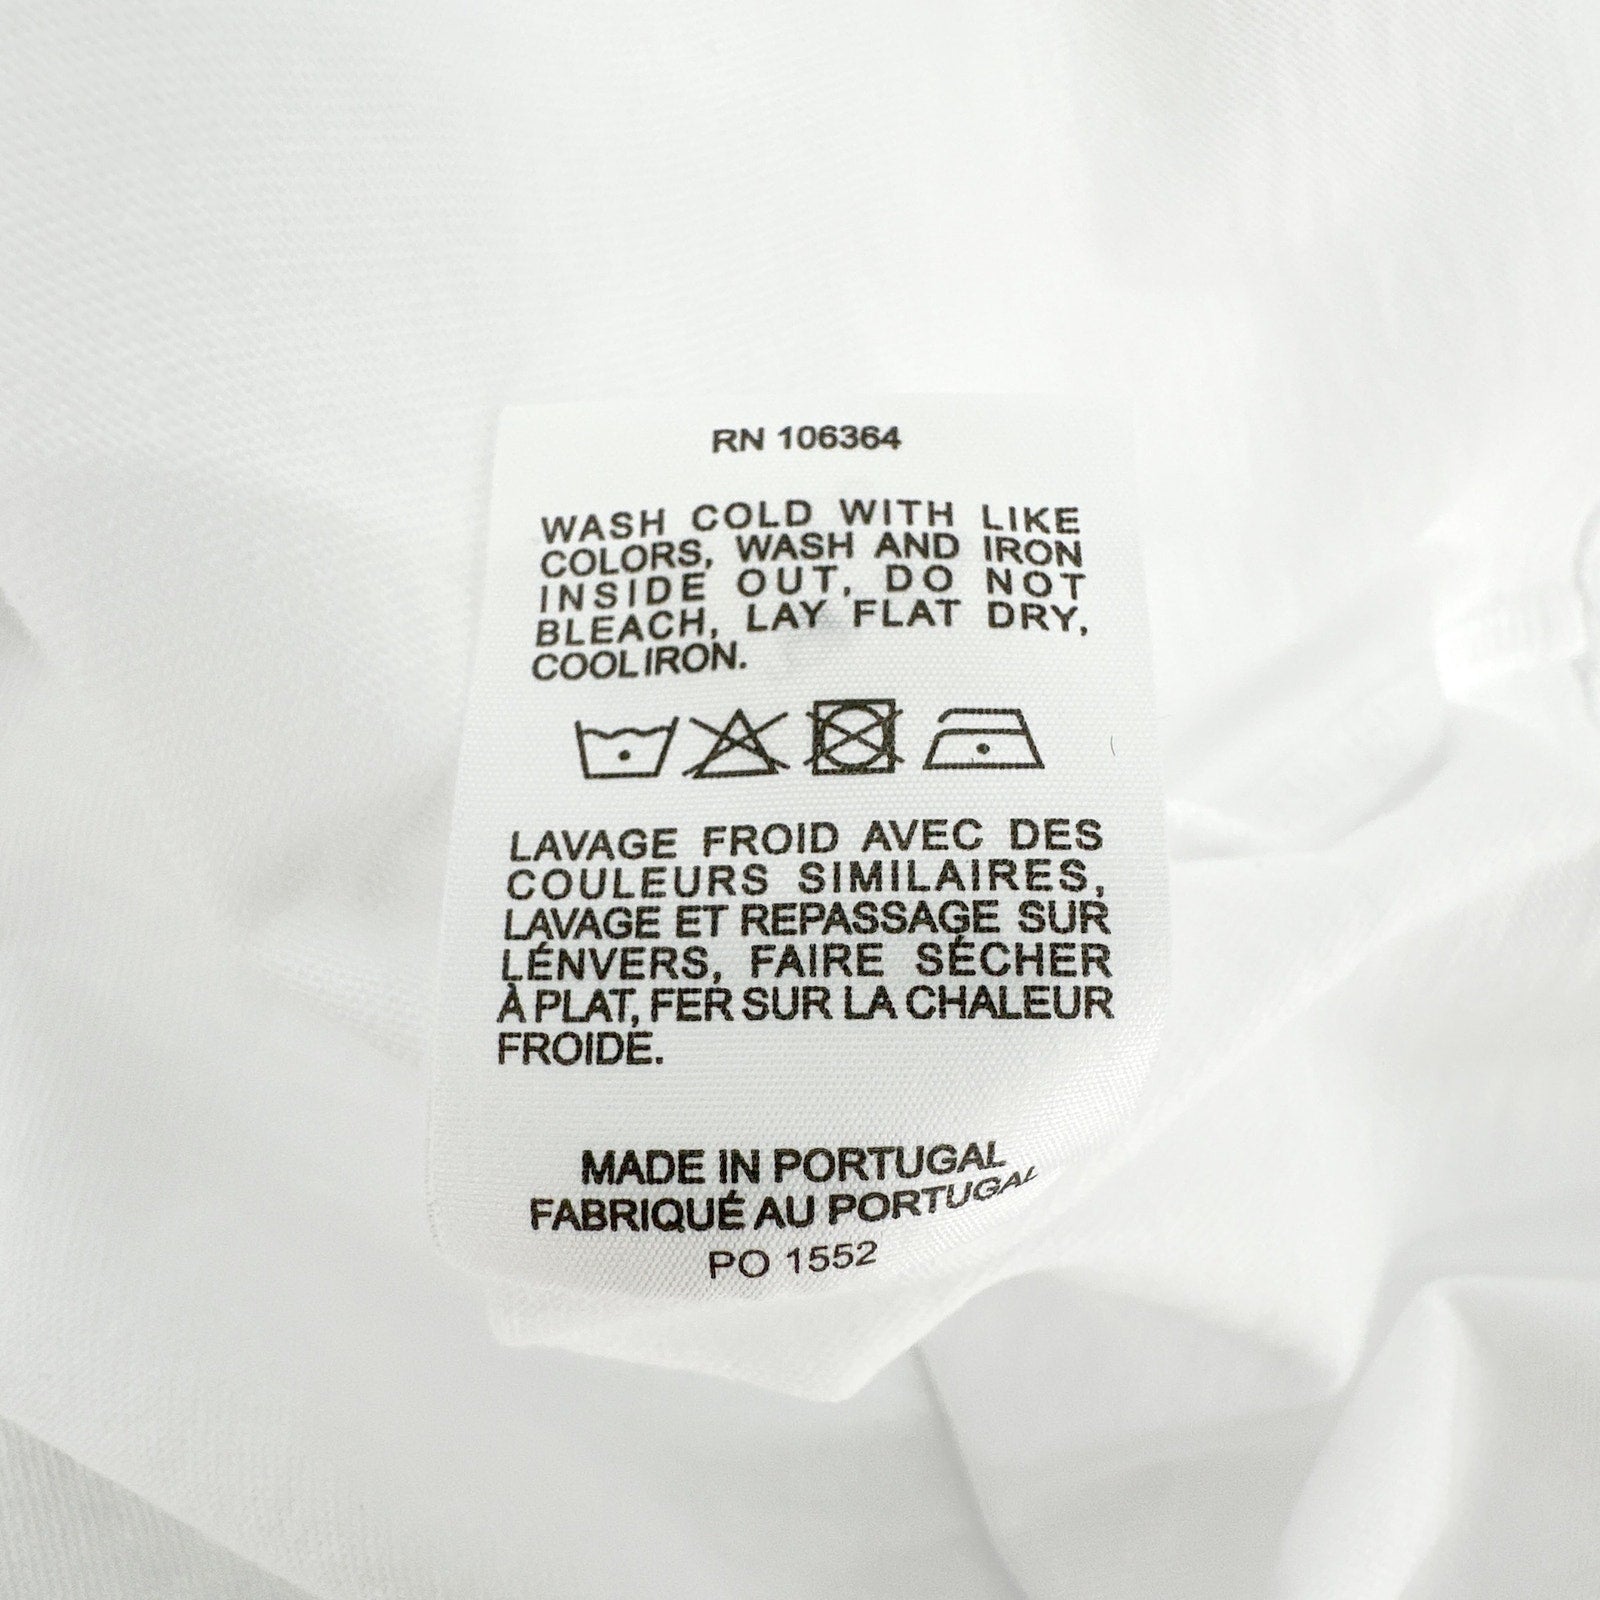 RN 106364
WASH COLD WITH LIKE
COLORS, WASH AND IRON
INSIDE OUT, DO NOT
BLEACH, LAY FLAT DRY,
COOL IRON.
LAVAGE FROID AVEC DES
COULEURS SIMILAIRES,
LAVAGE ET REPASSAGE SUR
LÉNVERS, FAIRE SÉCHER
À PLAT, FER SUR LA CHALEUR
FROIDE.
MADE IN PORTUGAL
FABRIQUÉ AU PORTUGAL
PO 1552